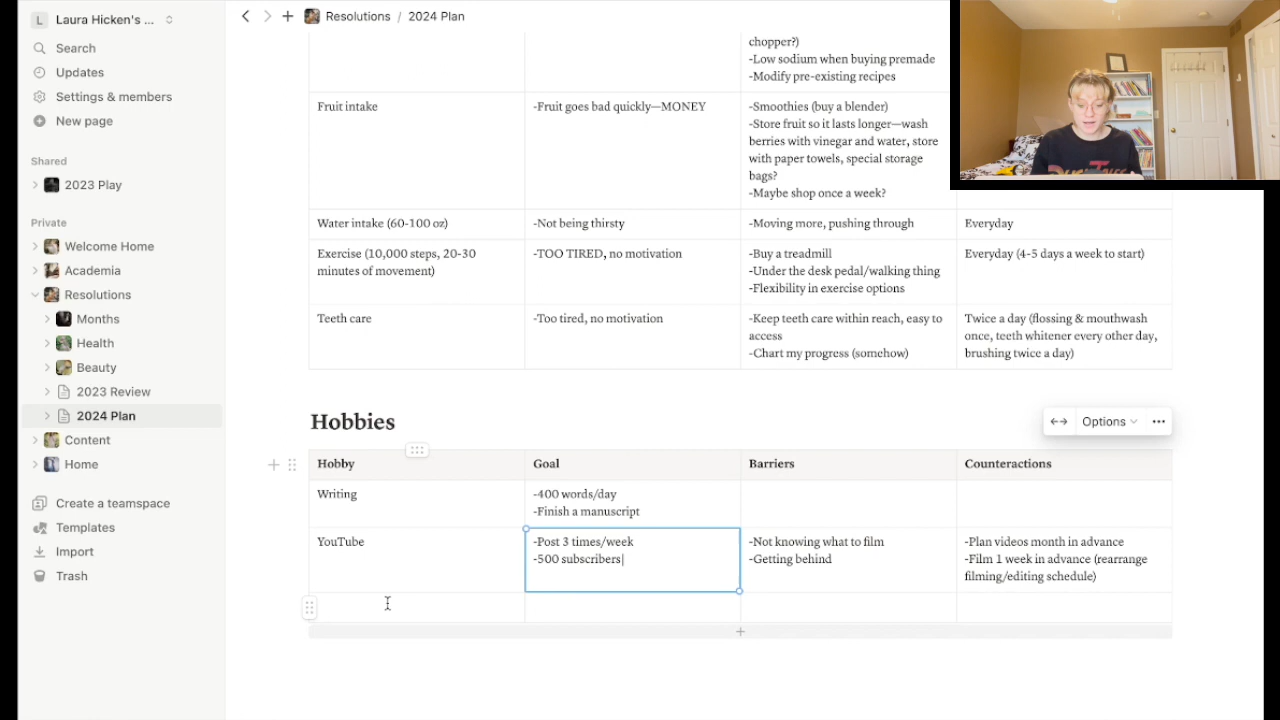 Laura Hicken's ...
Search
Updates
Settings & members
New page
Shared
2023 Play
Private
Welcome Home
Academia
Resolutions
Months
Health
Beauty
2023 Review
2024 Plan
Content
Home
Create a teamspace
Templates
Import
Trash
Resolutions / 2024 Plan
chopper?)
-Low sodium when buying premade
-Modify pre-existing recipes
Fruit intake
-Fruit goes bad quickly—MONEY
-Smoothies (buy a blender)
-Store fruit so it lasts longer—wash
berries with vinegar and water, store
with paper towels, special storage
bags?
-Maybe shop once a week?
Water intake (60-100 oz)
-Not being thirsty
-Moving more, pushing through
Everyday
Exercise (10,000 steps, 20-30
minutes of movement)
-TOO TIRED, no motivation
-Buy a treadmill
-Under the desk pedal/walking thing
-Flexibility in exercise options
Everyday (4-5 days a week to start)
Teeth care
-Too tired, no motivation
-Keep teeth care within reach, easy to
access
-Chart my progress (somehow)
Twice a day (flossing & mouthwash
once, teeth whitener every other day,
brushing twice a day)
Hobbies
Options
Hobby
Goal
Barriers
Counteractions
Writing
-400 words/day
-Finish a manuscript
YouTube
-Post 3 times/week
-500 subscribers
-Not knowing what to film
-Getting behind
-Plan videos month in advance
-Film 1 week in advance (rearrange
filming/editing schedule)